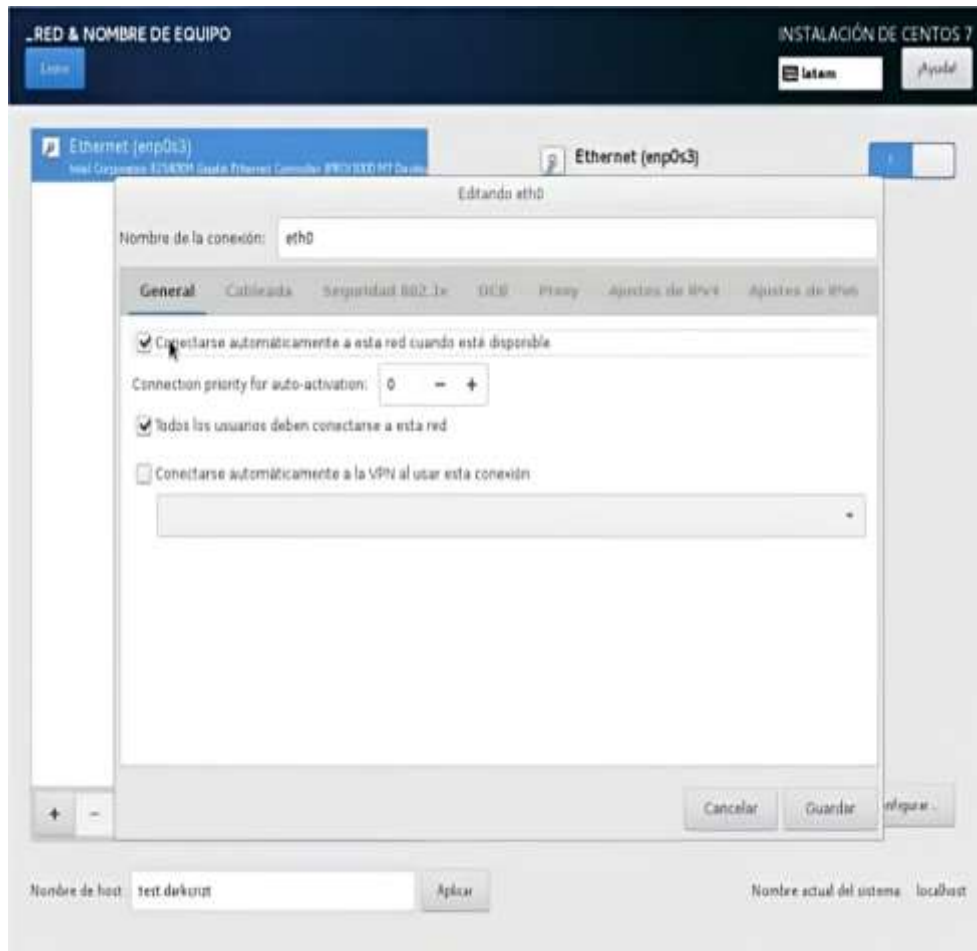 _RED & NOMBRE DE EQUIPO
INSTALACIÓN DE CENTOS 7
Listo
latam
¡Ayuda!
Ethernet (enp0s3)
Ethernet (enp0s3)
Editando eth0
Nombre de la conexión: eth0
General Cableada Seguridad 802.1x DCB Proxy Ajustes de IPv4 Ajustes de IPv6
Conectarse automáticamente a esta red cuando esté disponible
Connection priority for auto-activation: 0 - +
Todos los usuarios deben conectarse a esta red
Conectarse automáticamente a la VPN al usar esta conexión
+ -
Cancelar Guardar
Nombre de host Aplicar Nombre actual del sistema localhost